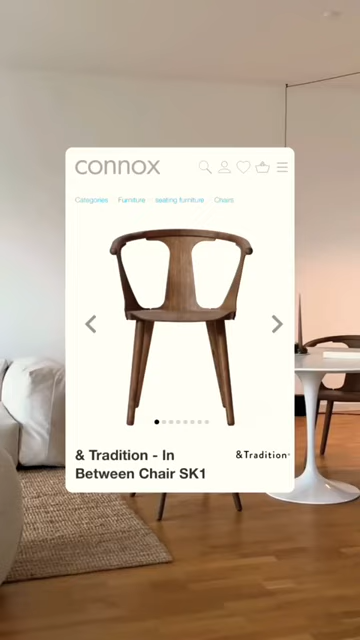 connox
Categories Furniture seating furniture Chairs
& Tradition - In
Between Chair SK1
&Tradition